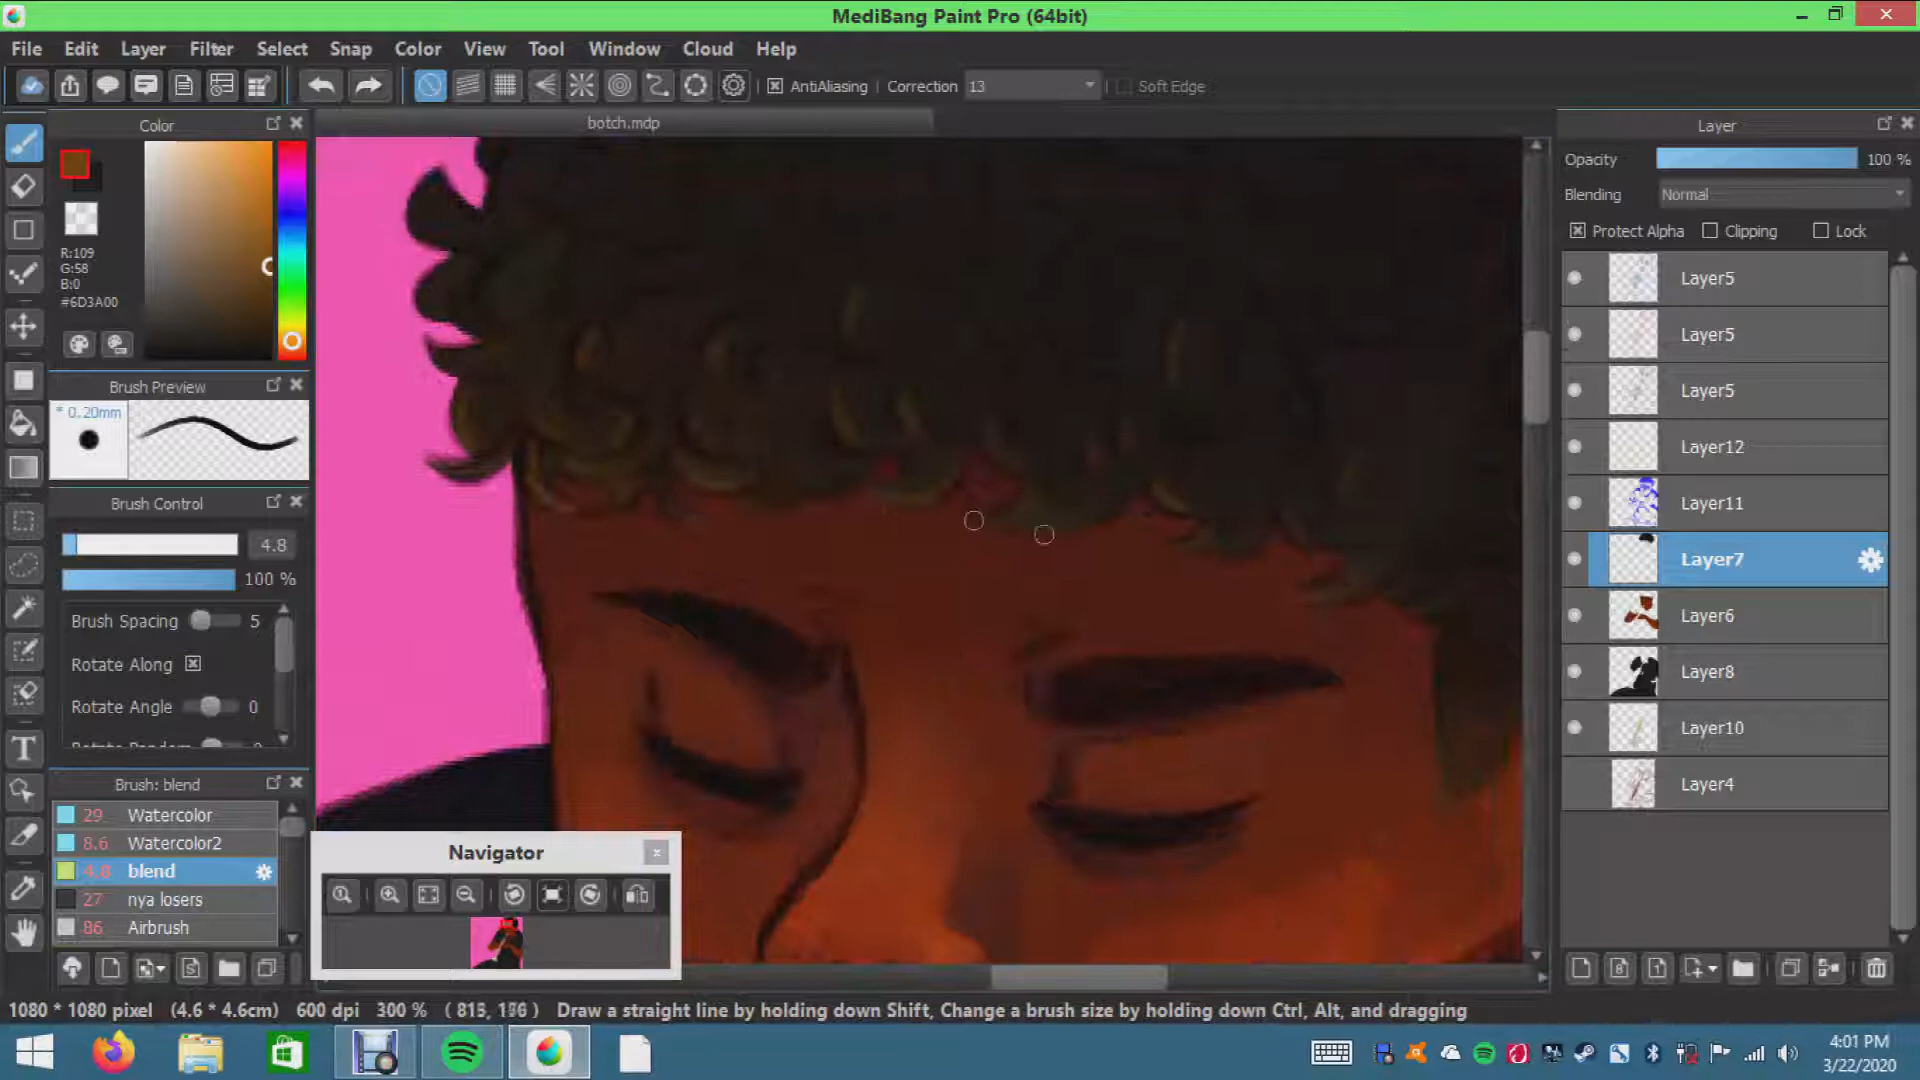 MediBang Paint Pro (64bit)
File Edit Layer Filter Select Snap Color View Tool Window Cloud Help
AntiAliasing Correction 13 Soft Edge
Color
botch.mdp
Layer
R:109
G:58
B:0
#6D3A00
Opacity 100 %
Blending Normal
Protect Alpha Clipping Lock
Brush Preview
* 0.20mm
Brush Control
4.8
100 %
Brush Spacing 5
Rotate Along
Rotate Angle 0
Rotate Random 0
Brush: blend
29 Watercolor
8.6 Watercolor2
4.8 blend
27 nya losers
86 Airbrush
Navigator
Layer5
Layer5
Layer5
Layer12
Layer11
Layer7
Layer6
Layer8
Layer10
Layer4
1080 * 1080 pixel (4.6 * 4.6cm) 600 dpi 300 % Draw a straight line by holding down Shift, Change a brush size by holding down Ctrl, Alt, and dragging
4:01 PM
3/22/2020